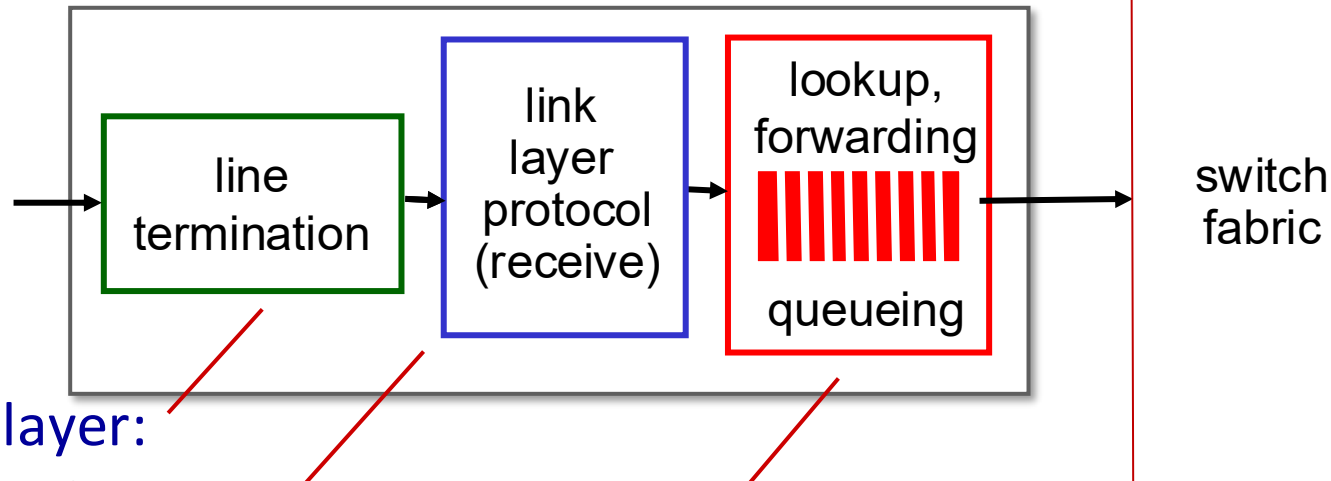 line
termination
link
layer
protocol
(receive)
lookup,
forwarding
queueing
switch
fabric
layer: